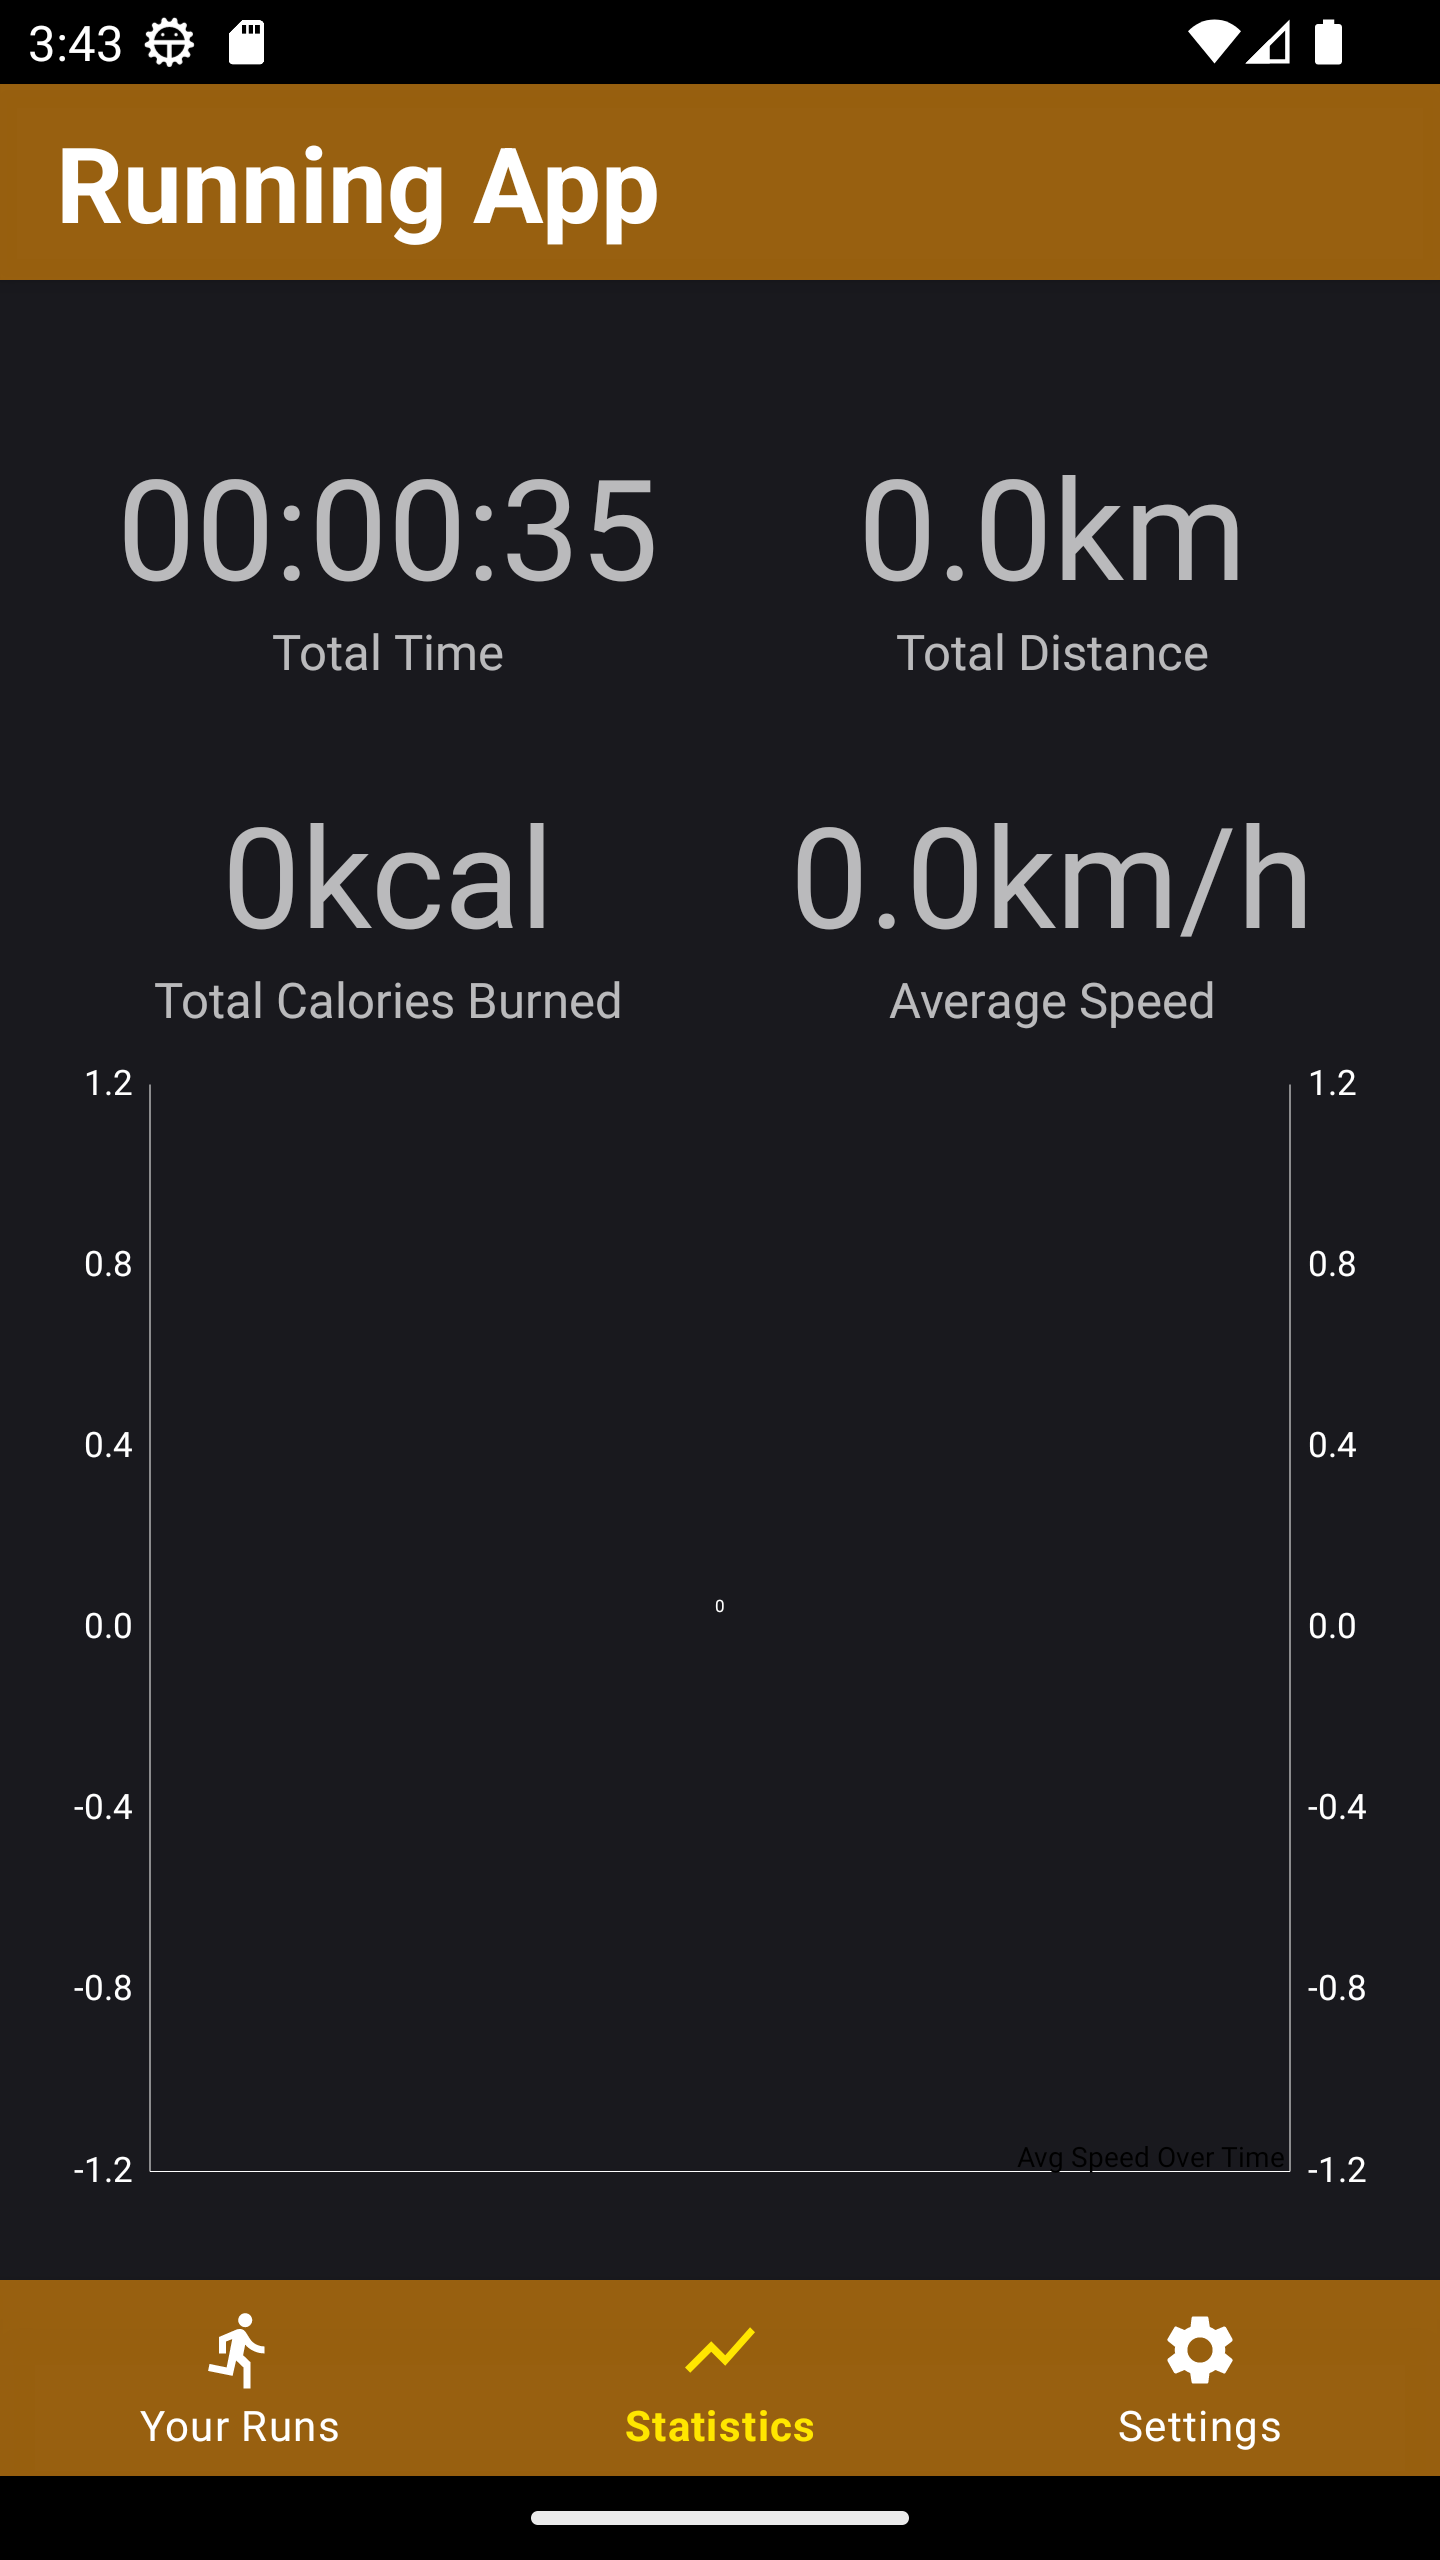 3:43
Running App
00:00:35 0.0km
Total Time Total Distance
0kcal 0.0km/h
Total Calories Burned Average Speed
1.2 1.2
0.8 0.8
0.4 0.4
0
0.0 0.0
-0.4 -0.4
-0.8 -0.8
Avg Speed Over Time
-1.2 -1.2
Your Runs Statistics Settings